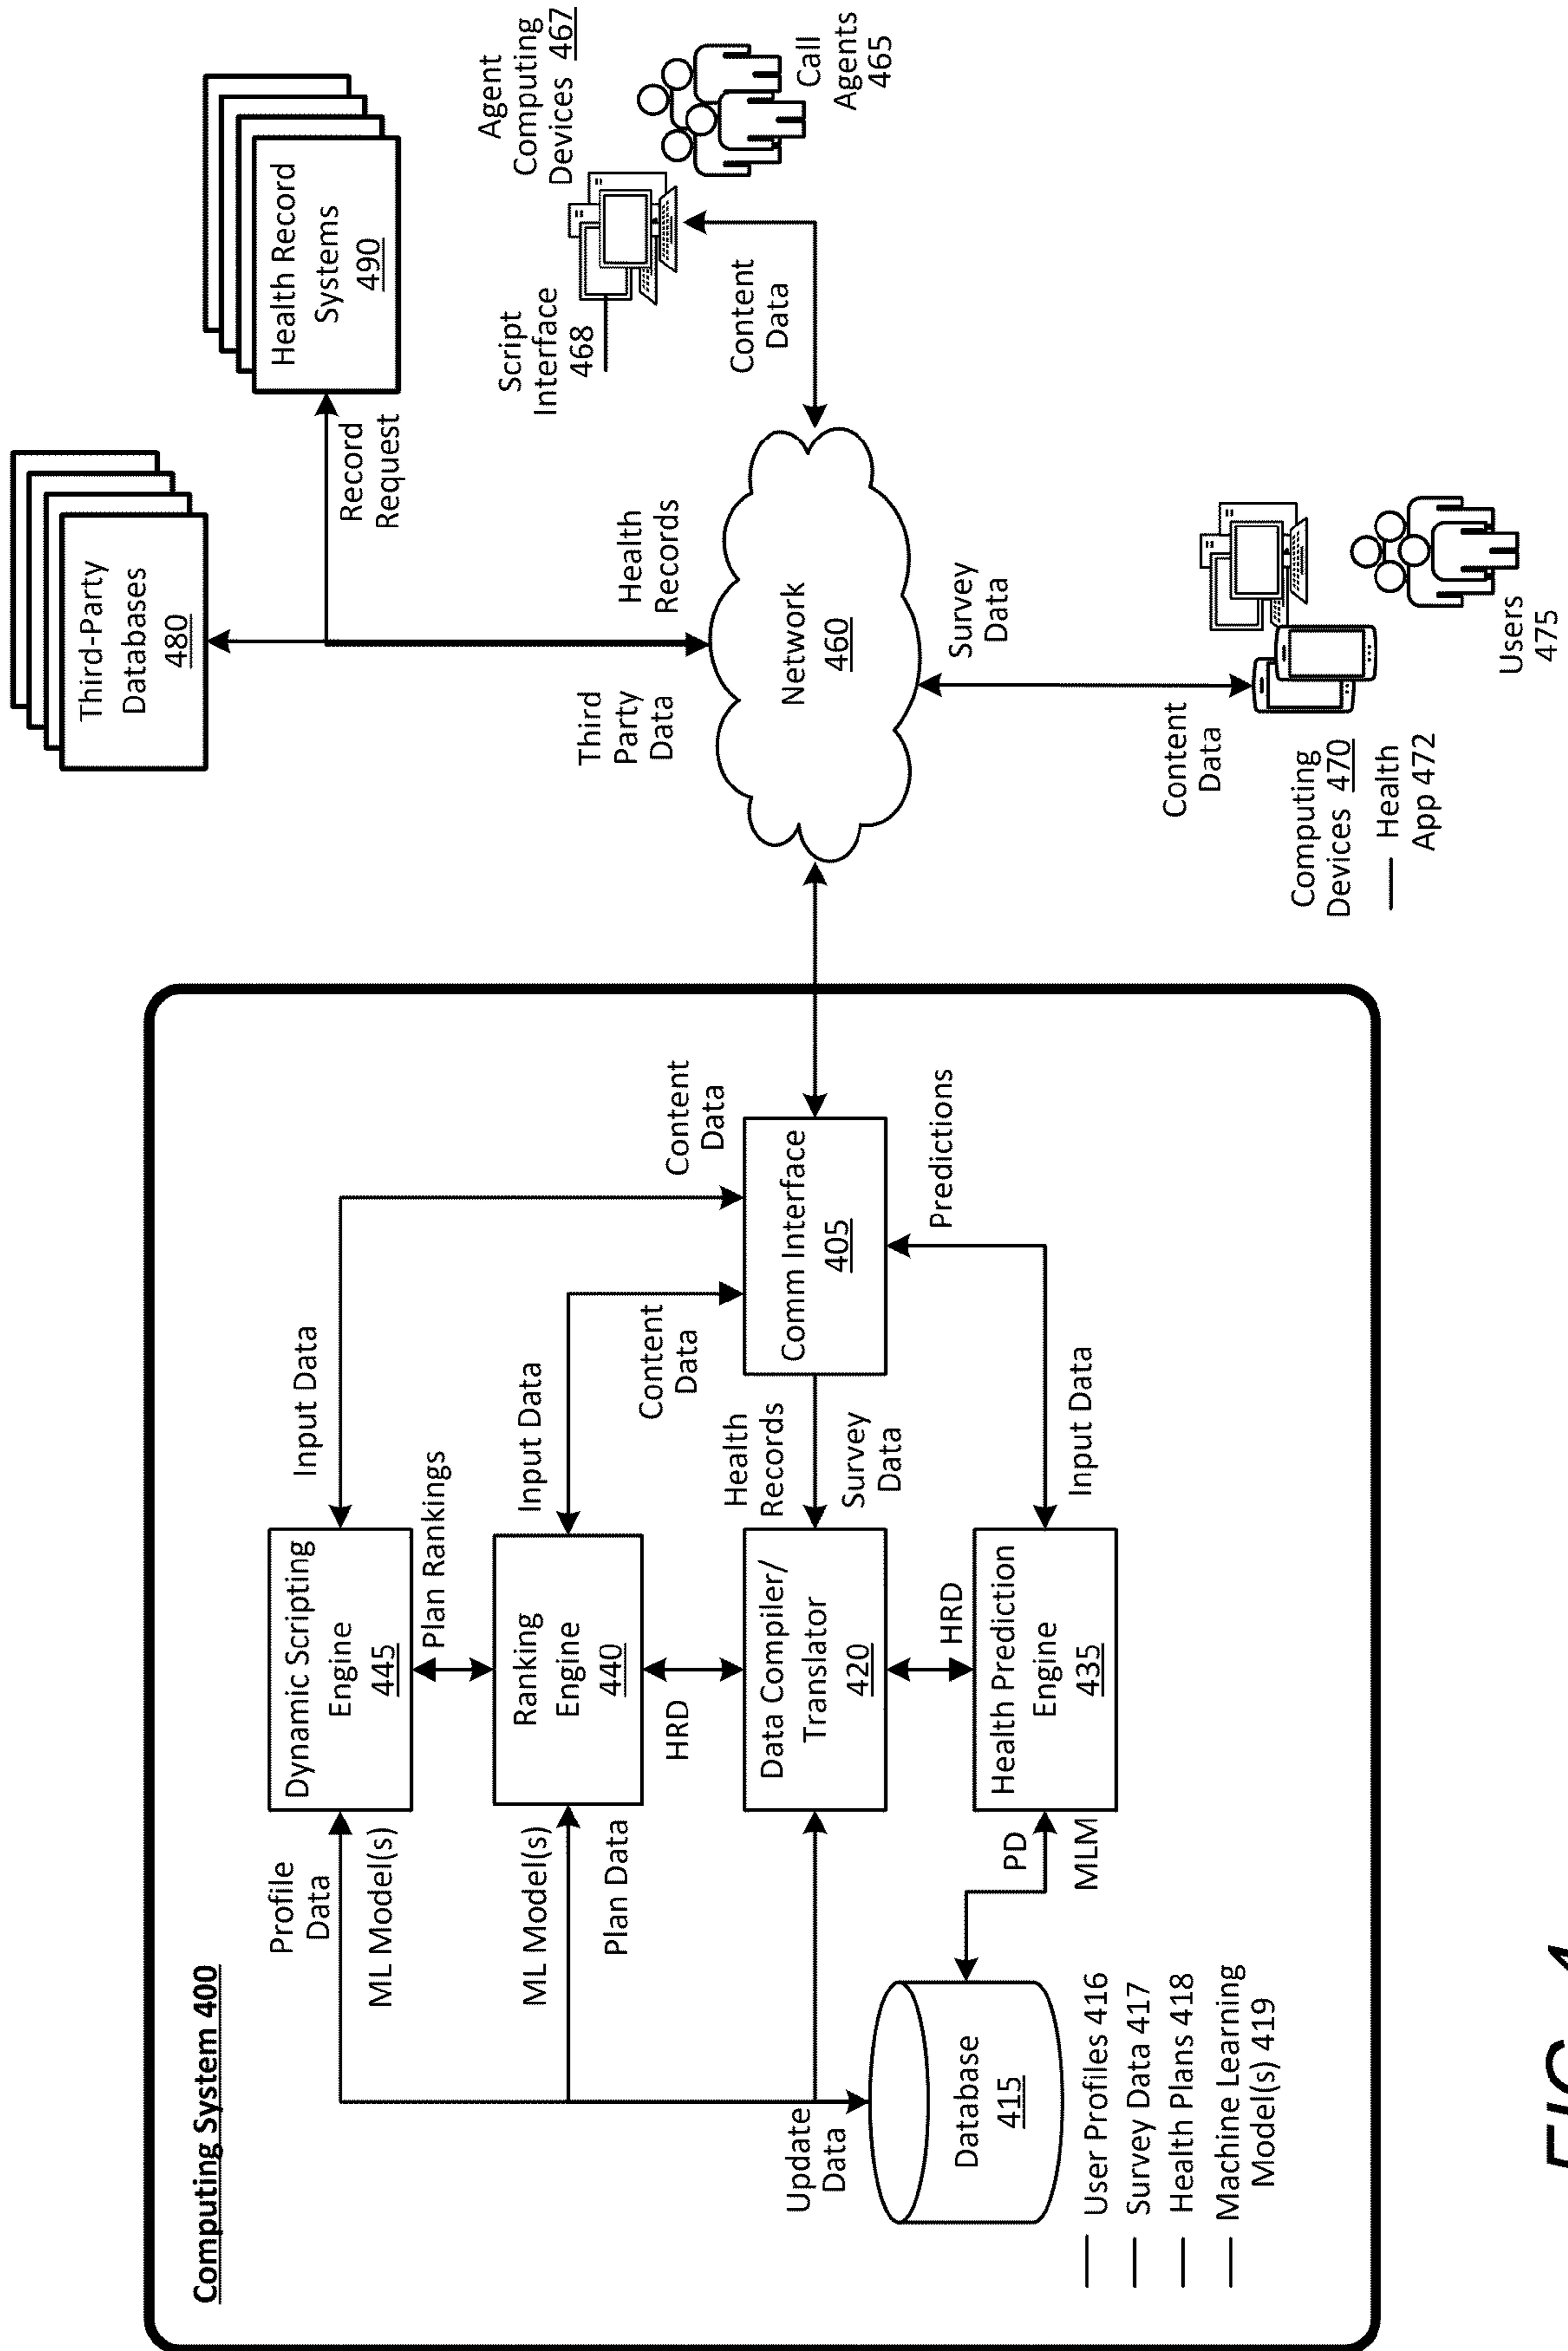 Computing System 400
Profile
Data
ML Model(s)
Dynamic Scripting
Engine
445
Input Data
Plan Rankings
ML Model(s)
Plan Data
Ranking
Engine
440
Input Data
Content
Data
Content
Data
HRD
Update
Data
Data Compiler/
Translator
420
Health
Records
Survey
Data
Comm Interface
405
HRD
Database
415
PD
MLM
Health Prediction
Engine
435
Input Data
Predictions
User Profiles 416
Survey Data 417
Health Plans 418
Machine Learning
Model(s) 419
Third-Party
Databases
480
Health Record
Systems
490
Record
Request
Third
Party
Data
Health
Records
Network
460
Script
Interface
468
Agent
Computing
Devices 467
Call
Agents
465
Content
Data
Survey
Data
Content
Data
Computing
Devices 470
Health
App 472
Users
475
FIG. 4